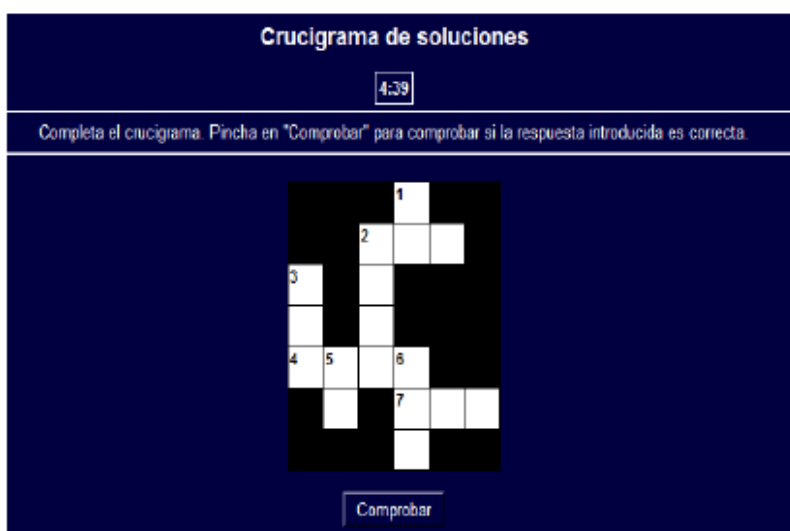 Crucigrama de soluciones
4:39
Completa el crucigrama. Pincha en "Comprobar" para comprobar si la respuesta introducida es correcta.
1
2
3
4 5 6
7
Comprobar